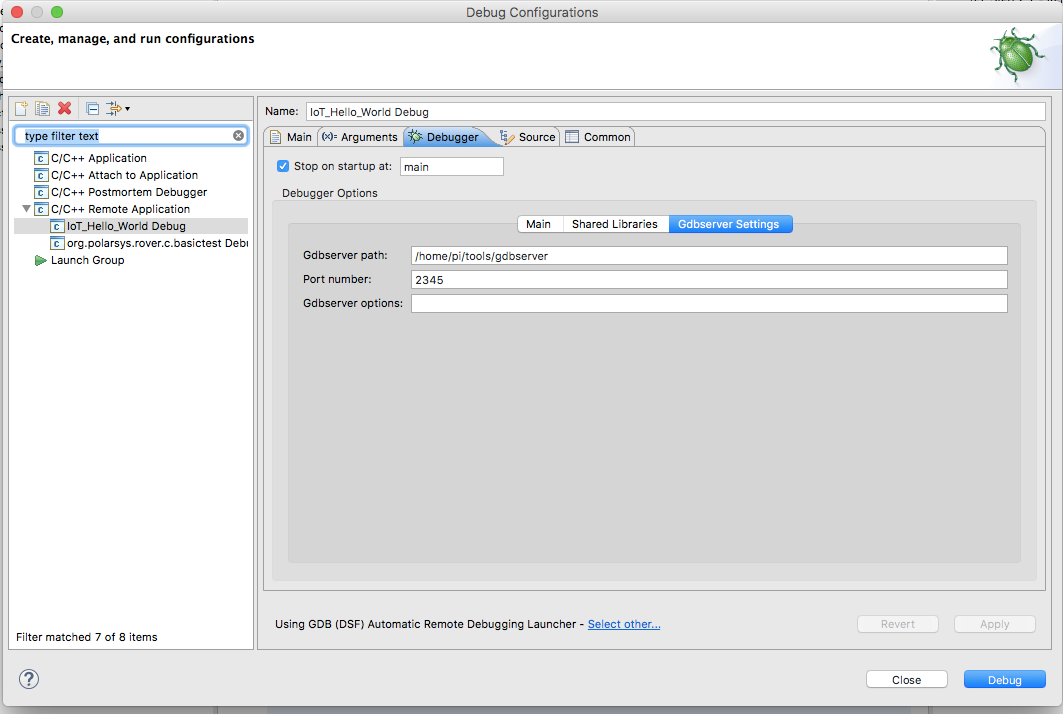 Debug Configurations
Create, manage, and run configurations
type filter text
C/C++ Application
C/C++ Attach to Application
C/C++ Postmortem Debugger
C/C++ Remote Application
IoT_Hello_World Debug
org.polarsys.rover.c.basictest Debu
Launch Group
Filter matched 7 of 8 items
Name: IoT_Hello_World Debug
Main (x)= Arguments Debugger Source Common
Stop on startup at: main
Debugger Options
Main Shared Libraries Gdbserver Settings
Gdbserver path: /home/pi/tools/gdbserver
Port number: 2345
Gdbserver options:
Using GDB (DSF) Automatic Remote Debugging Launcher - Select other...
Revert Apply
? Close Debug